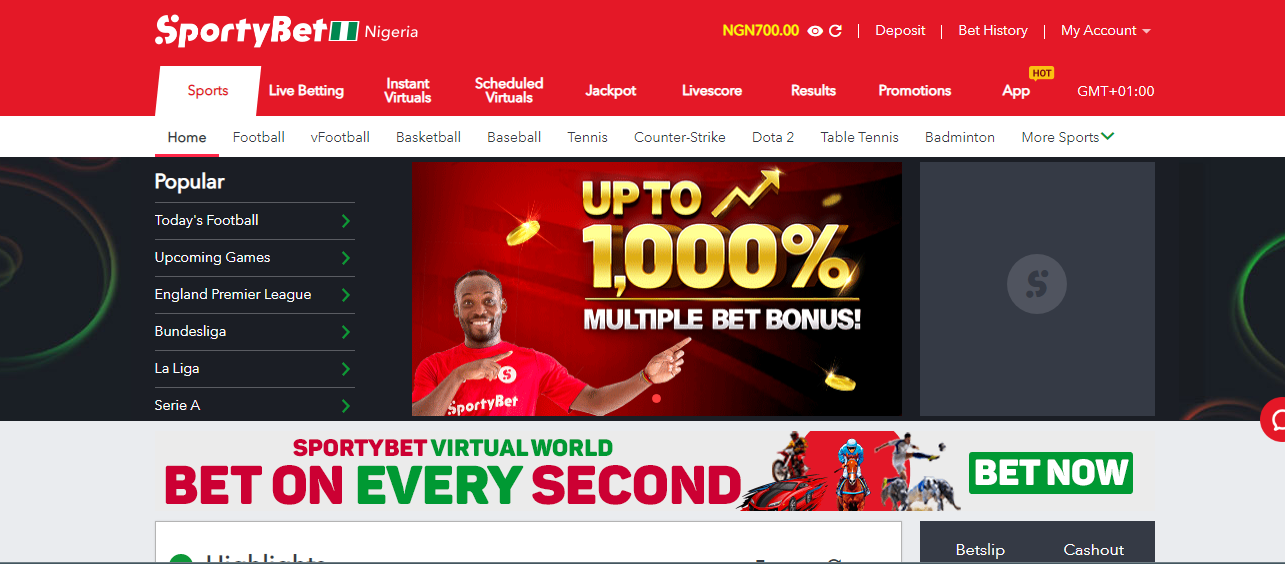 SportyBet Nigeria
NGN700.00 | Deposit | Bet History | My Account
HOT
Sports
Live Betting
Instant
Virtuals
Scheduled
Virtuals
Jackpot
Livescore
Results
Promotions
App
GMT+01:00
Home Football vFootball Basketball Baseball Tennis Counter-Strike Dota 2 Table Tennis Badminton More Sports
Popular
Today's Football
Upcoming Games
England Premier League
Bundesliga
La Liga
Serie A
UP TO
1,000%
MULTIPLE BET BONUS!
SportyBet
SPORTYBET VIRTUAL WORLD
BET ON EVERY SECOND
BET NOW
Highlights
Betslip Cashout